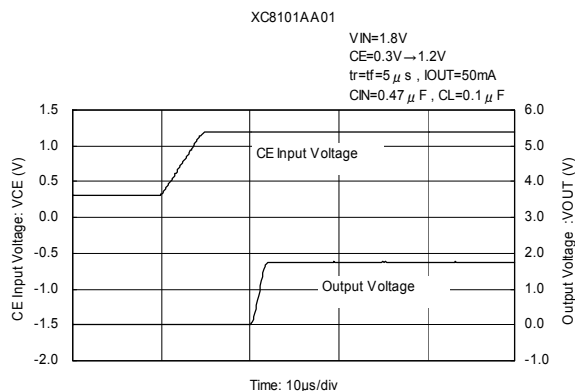 XC8101AA01
VIN=1.8V
CE=0.3V→1.2V
tr=tf=5μs , IOUT=50mA
CIN=0.47μF , CL=0.1μF
CE Input Voltage: VCE (V)
1.5
1.0
0.5
0.0
-0.5
-1.0
-1.5
-2.0
CE Input Voltage
Output Voltage
6.0
5.0
4.0
3.0
2.0
1.0
0.0
-1.0
Output Voltage :VOUT (V)
Time: 10μs/div